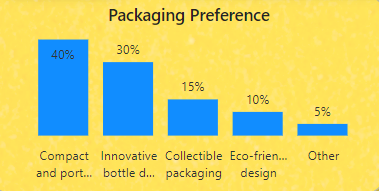 Packaging Preference
40%
30%
15%
10%
5%
Compact and port...
Innovative bottle d...
Collectible packaging
Eco-frien... design
Other